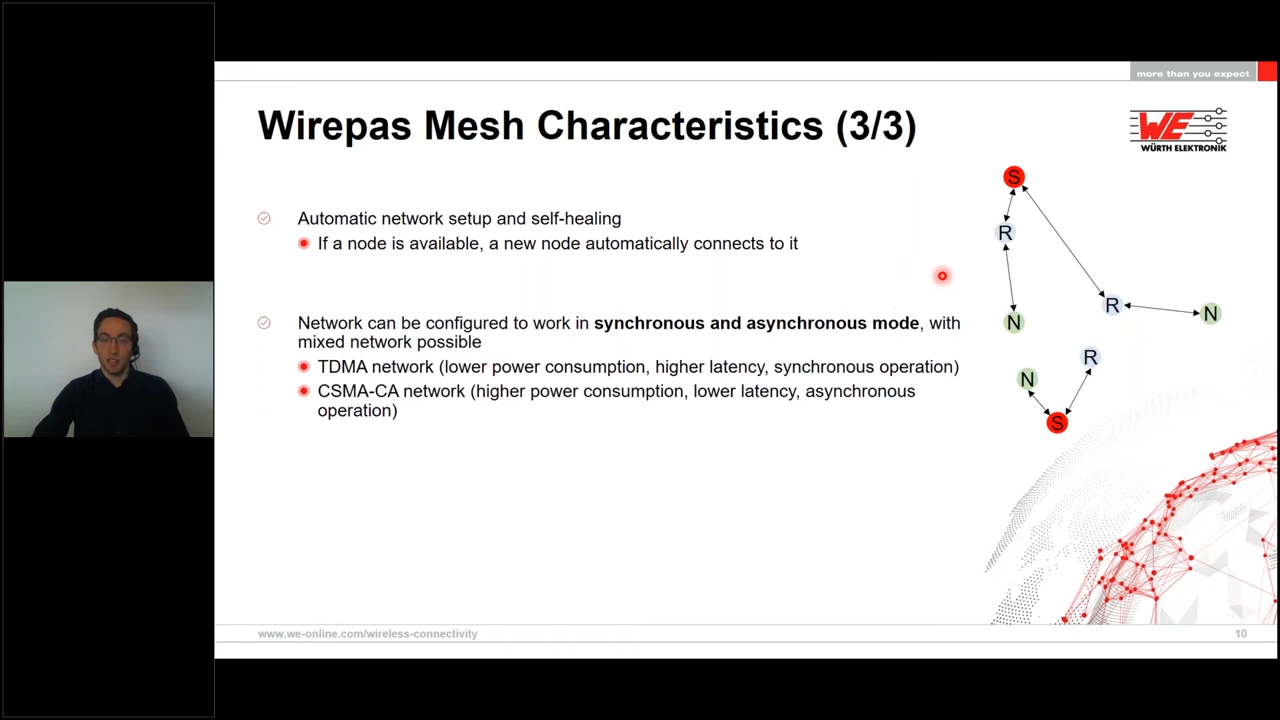 more than you expect
Wirepas Mesh Characteristics (3/3)
WE
WÜRTH ELEKTRONIK
Automatic network setup and self-healing
If a node is available, a new node automatically connects to it
Network can be configured to work in synchronous and asynchronous mode, with
mixed network possible
TDMA network (lower power consumption, higher latency, synchronous operation)
CSMA-CA network (higher power consumption, lower latency, asynchronous
operation)
S
R
R
N
N
R
N
S
www.we-online.com/wireless-connectivity
10